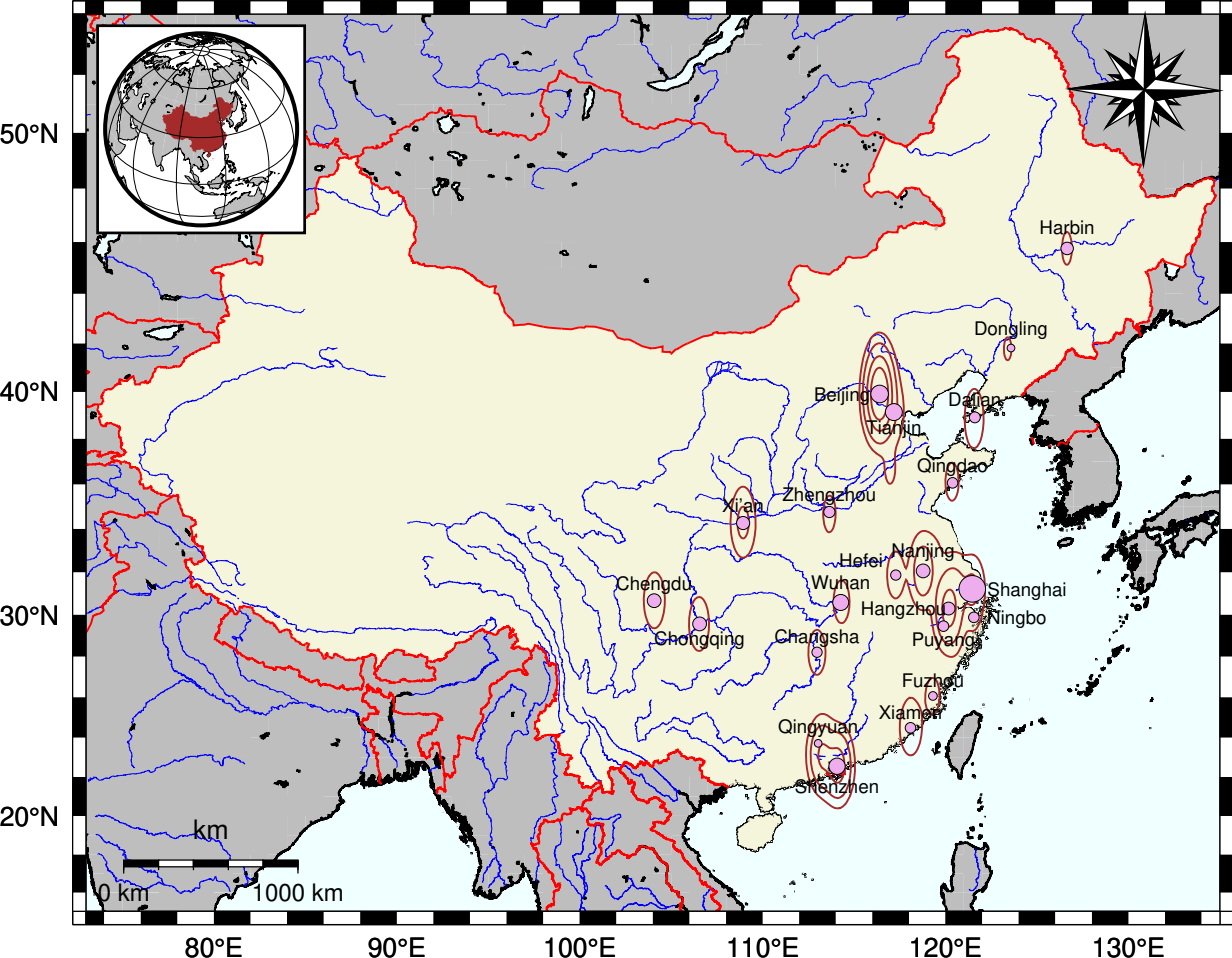 50°N
Harbin
Dongling
40°N
Beijing
Dalian
Tianjin
Qingdao
Zhengzhou
Xi'an
Nanjing
Hefei
Chengdu
Wuhan
Shanghai
30°N
Hangzhou
Ningbo
Chongqing
Changsha
Puyang
Fuzhou
Xiamen
Qingyuan
Shenzhen
20°N
km
0 km 1000 km
80°E 90°E 100°E 110°E 120°E 130°E